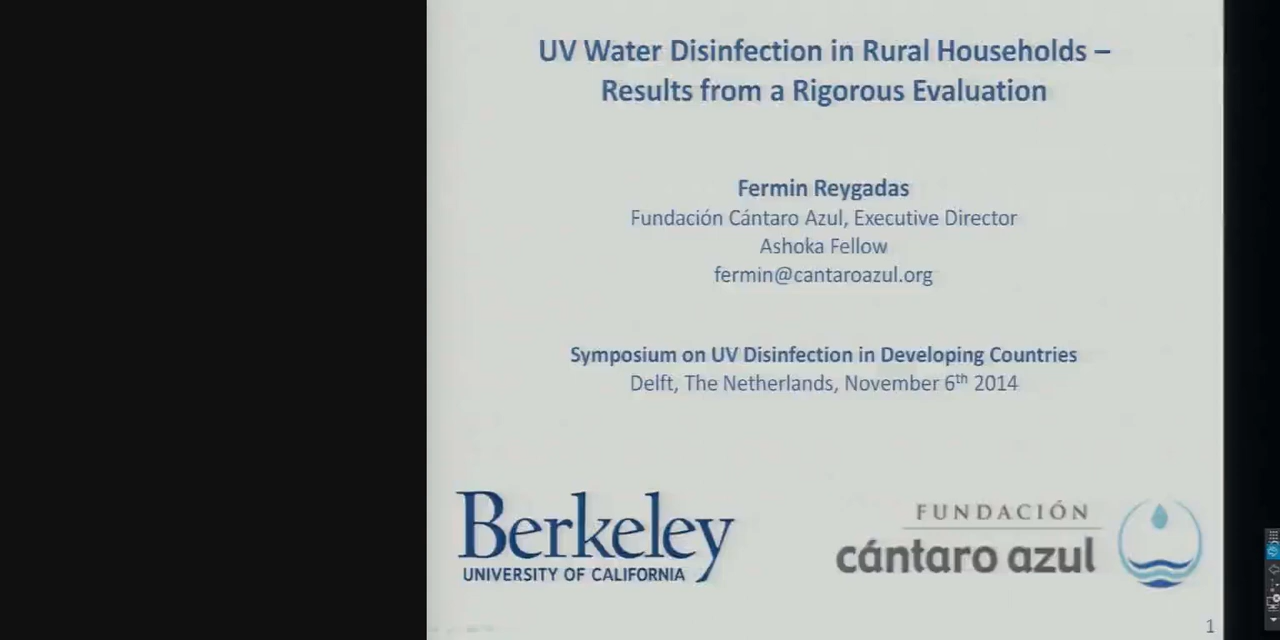 UV Water Disinfection in Rural Households –
Results from a Rigorous Evaluation
Fermin Reygadas
Fundación Cántaro Azul, Executive Director
Ashoka Fellow
fermin@cantaroazul.org
Symposium on UV Disinfection in Developing Countries
Delft, The Netherlands, November 6th 2014
Berkeley
UNIVERSITY OF CALIFORNIA
FUNDACIÓN
cántaro azul
1